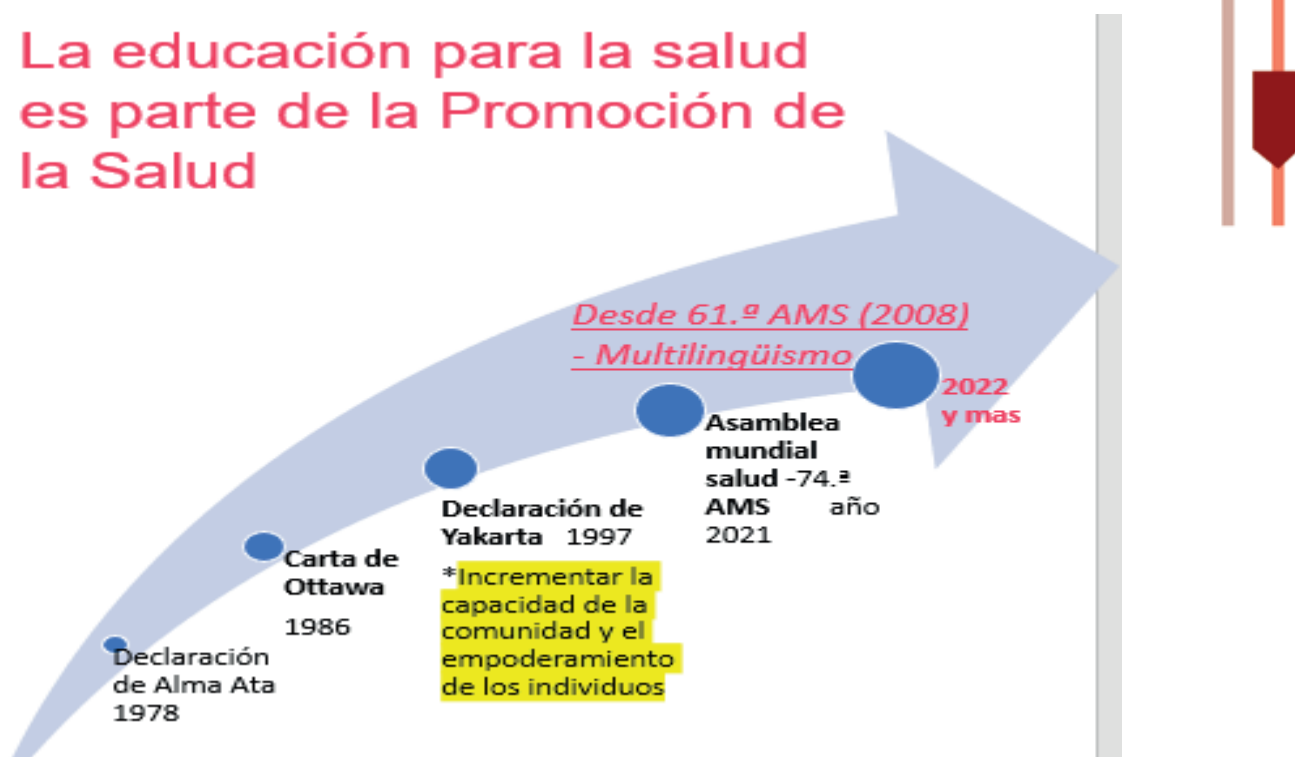 La educación para la salud
es parte de la Promoción de
la Salud
Desde 61.ª AMS (2008)
- Multilingüismo
2022
y mas
Asamblea
mundial
salud -74.ª
AMS año
2021
Declaración de
Yakarta 1997
*Incrementar la
capacidad de la
comunidad y el
empoderamiento
de los individuos
Carta de
Ottawa
1986
Declaración
de Alma Ata
1978